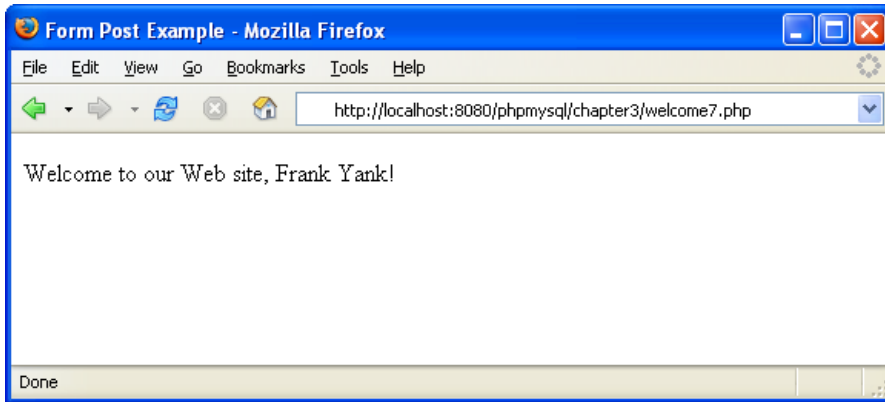 Form Post Example - Mozilla Firefox
File Edit View Go Bookmarks Tools Help
http://localhost:8080/phpmysql/chapter3/welcome7.php
Welcome to our Web site, Frank Yank!
Done